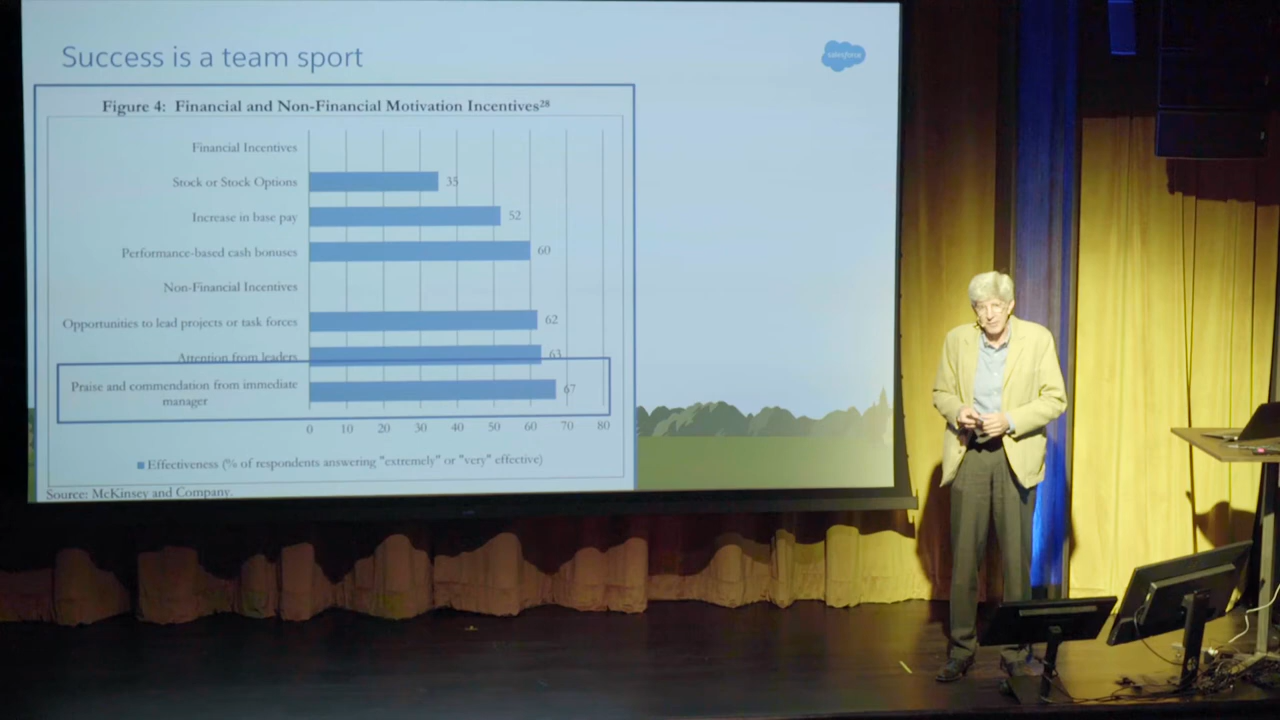 Success is a team sport
salesforce
Figure 4: Financial and Non-Financial Motivation Incentives28
Financial Incentives
Stock or Stock Options 35
Increase in base pay 52
Performance-based cash bonuses 60
Non-Financial Incentives
Opportunities to lead projects or task forces 62
Attention from leaders 63
Praise and commendation from immediate 67
manager
0 10 20 30 40 50 60 70 80
Effectiveness (% of respondents answering "extremely" or "very" effective)
Source: McKinsey and Company.